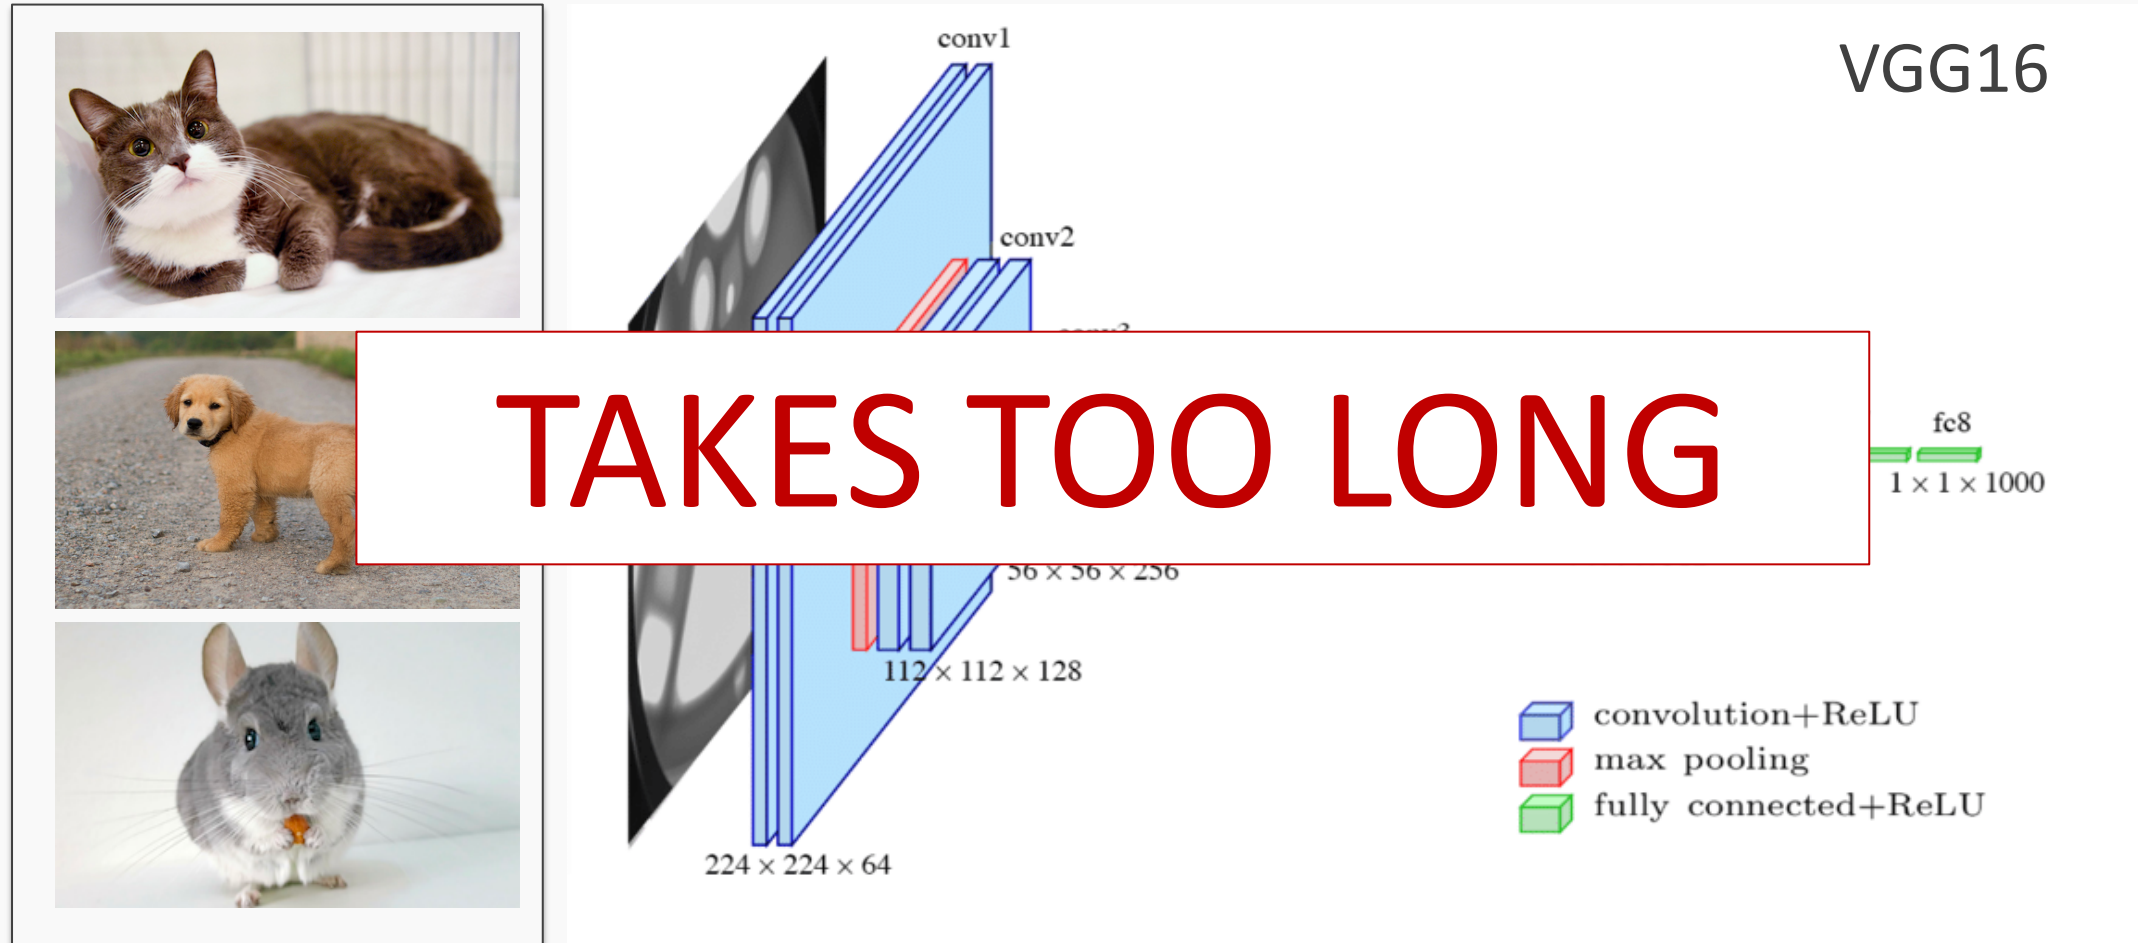 VGG16
conv1
conv2
TAKES TOO LONG
fc8
1 × 1 × 1000
56 × 56 × 256
112 × 112 × 128
224 × 224 × 64
convolution+ReLU
max pooling
fully connected+ReLU